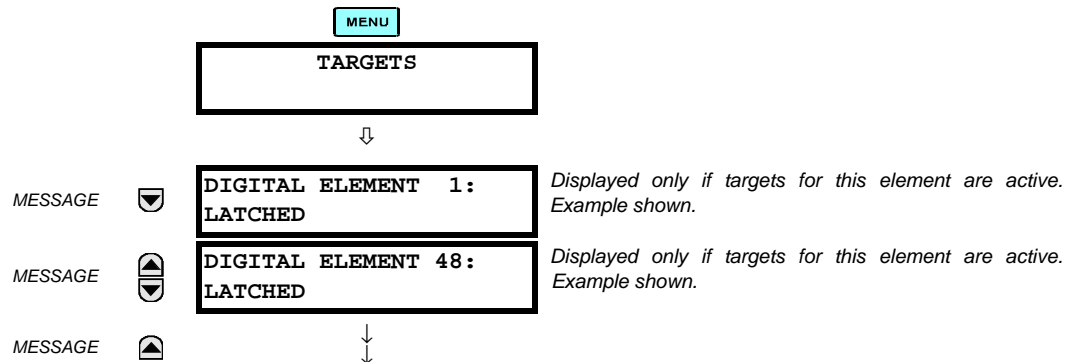 MENU
TARGETS
⇩
MESSAGE DIGITAL ELEMENT 1: Displayed only if targets for this element are active.
LATCHED Example shown.
MESSAGE DIGITAL ELEMENT 48: Displayed only if targets for this element are active.
LATCHED Example shown.
MESSAGE ↓
↓